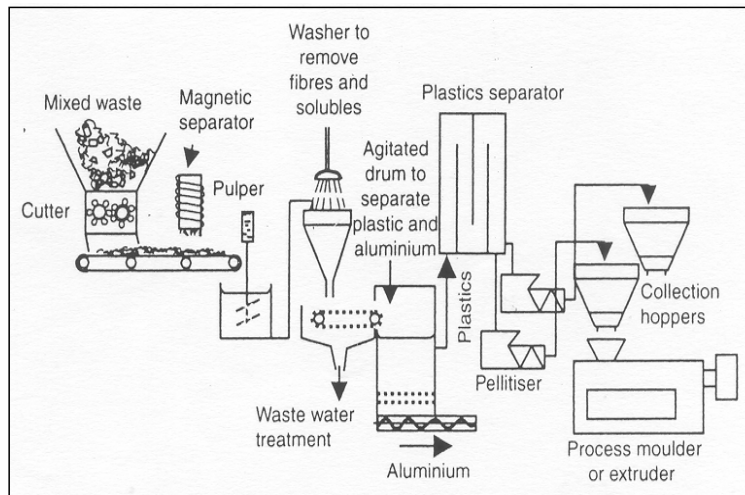 Mixed waste
Cutter
Magnetic
separator
Pulper
Washer to
remove
fibres and
solubles
Agitated
drum to
separate
plastic and
aluminium
Plastics separator
Plastics
Waste water
treatment
Aluminium
Pellitiser
Collection
hoppers
Process moulder
or extruder